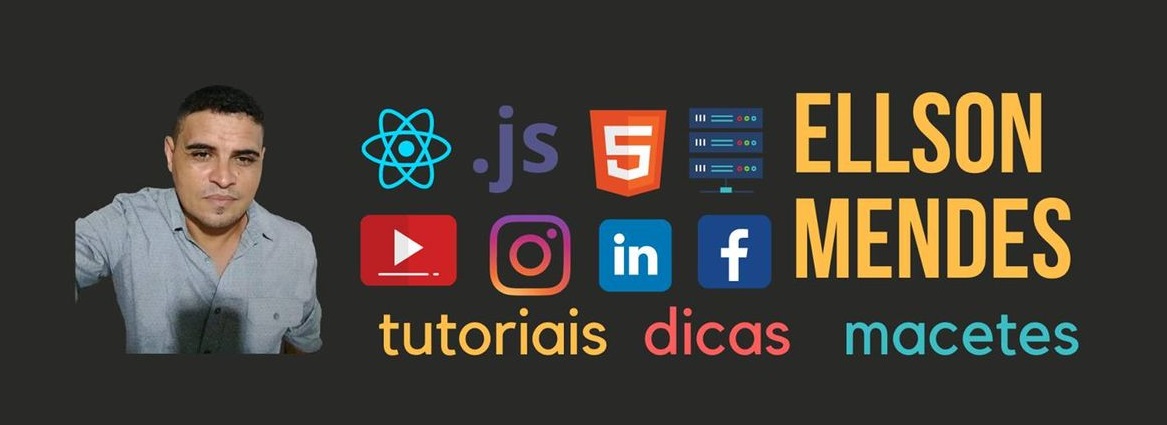 .js
5
ELLSON
MENDES
in
f
tutoriais dicas macetes